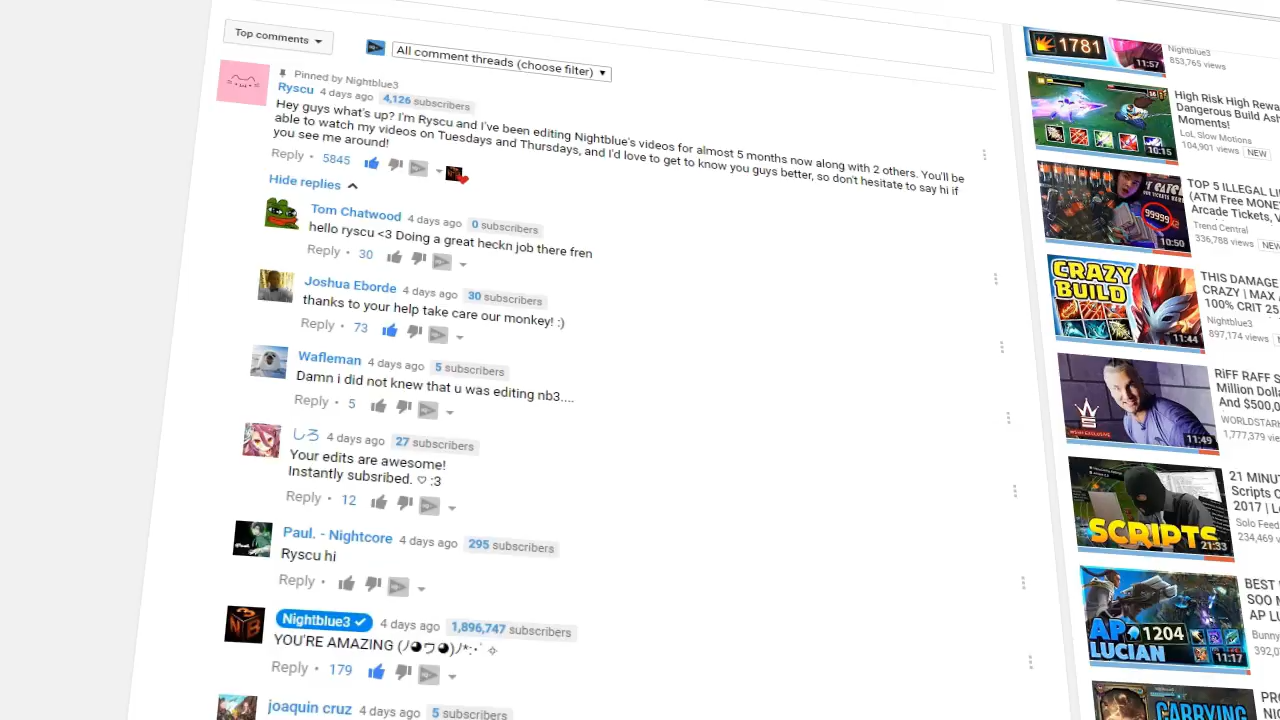 Top comments
All comment threads (choose filter)
Pinned by Nightblue3
Ryscu 4 days ago 4,126 subscribers
Hey guys what's up? I'm Ryscu and I've been editing Nightblue's videos for almost 5 months now along with 2 others. You'll be
able to watch my videos on Tuesdays and Thursdays, and I'd love to get to know you guys better, so don't hesitate to say hi if
you see me around!
Reply • 5845
Hide replies
Tom Chatwood 4 days ago 0 subscribers
hello ryscu <3 Doing a great heckn job there fren
Reply • 30
Joshua Eborde 4 days ago 30 subscribers
thanks to your help take care our monkey! :)
Reply • 73
Wafleman 4 days ago 5 subscribers
Damn i did not knew that u was editing nb3....
Reply • 5
しろ 4 days ago 27 subscribers
Your edits are awesome!
Instantly subsribed. ♡ :3
Reply • 12
Paul. - Nightcore 4 days ago 295 subscribers
Ryscu hi
Reply •
Nightblue3 4 days ago 1,896,747 subscribers
YOU'RE AMAZING (ﾉ◕ヮ◕)ﾉ*:･ﾟ✧
Reply • 179
joaquin cruz 4 days ago 5 subscribers
1781
11:57
Nightblue3
853,765 views
10:15
High Risk High Rewa
Dangerous Build Ash
Moments!
LoL Slow Motions
104,901 views NEW
99999
10:50
TOP 5 ILLEGAL LI
(ATM Free MONE
Arcade Tickets, V
Trend Central
336,788 views NEW
CRAZY
BUILD
11:44
THIS DAMAGE
CRAZY | MAX
100% CRIT 25
Nightblue3
897,174 views
11:49
RiFF RAFF S
Million Dolla
And $500,0
WORLDSTARH
1,777,379 vie
SCRIPTS
21:33
21 MINUT
Scripts C
2017 | L
Solo Feed
234,469 v
AP 1204
LUCIAN
11:17
BEST
SOO M
AP LU
Bunny
392,0
CARRYING
PRO
NIG